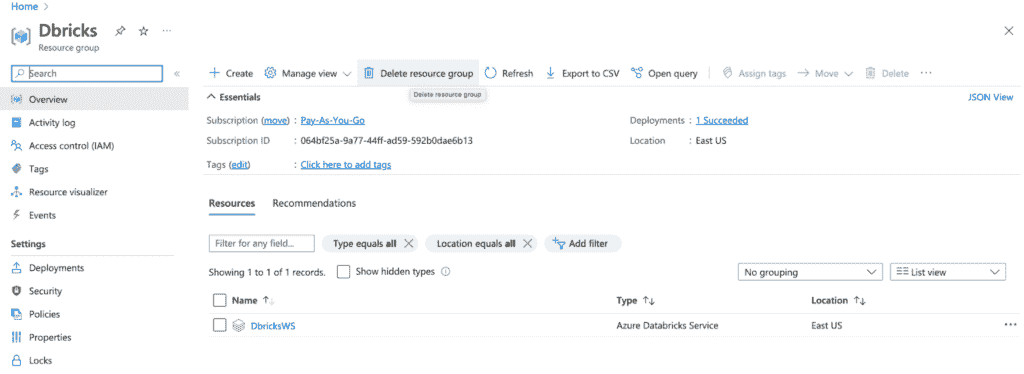 Home >
Dbricks
Resource group
Search
Create Manage view Delete resource group Refresh Export to CSV Open query Assign tags Move Delete
Delete resource group
Overview
Activity log
Access control (IAM)
Tags
Resource visualizer
Events
Settings
Deployments
Security
Policies
Properties
Locks
Essentials
JSON View
Subscription (move) : Pay-As-You-Go
Deployments : 1 Succeeded
Subscription ID : 064bf25a-9a77-44ff-ad59-592b0dae6b13
Location : East US
Tags (edit) : Click here to add tags
Resources Recommendations
Filter for any field... Type equals all Location equals all Add filter
Showing 1 to 1 of 1 records. Show hidden types No grouping List view
Name Type Location
DbricksWS Azure Databricks Service East US